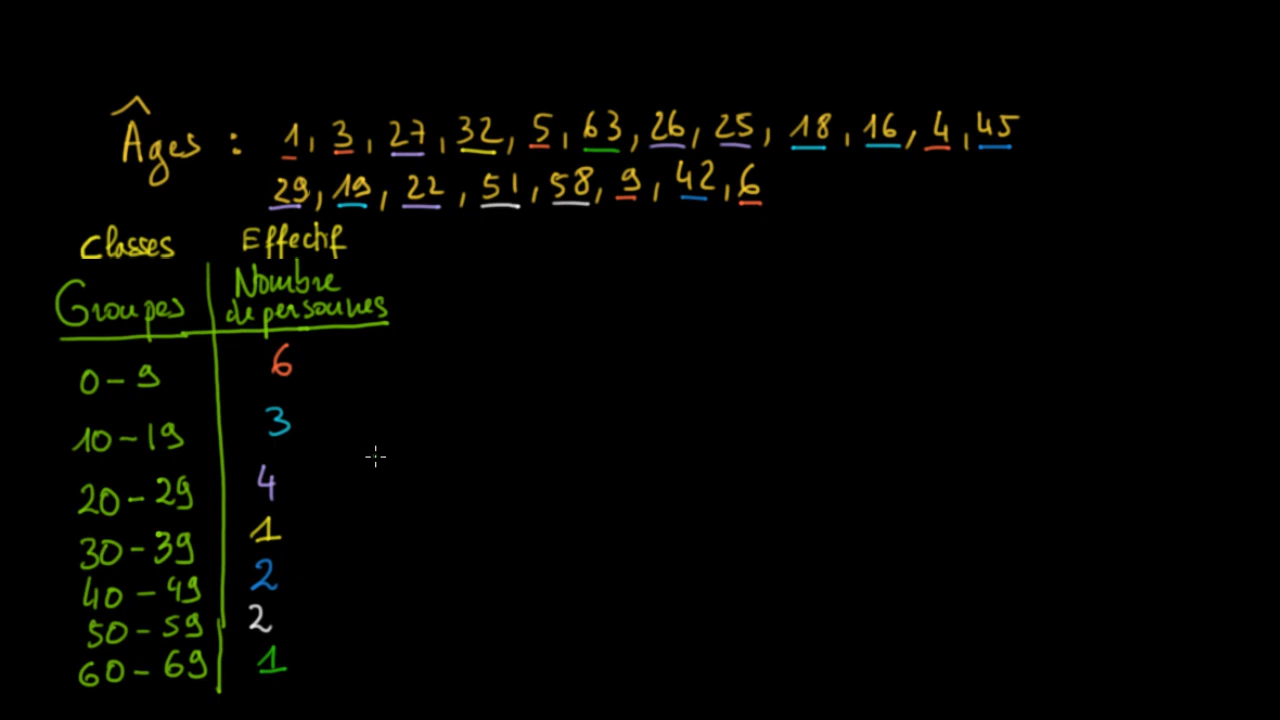 Âges : 1, 3, 27, 32, 5, 63, 26, 25, 18, 16, 4, 45
29, 19, 22, 51, 58, 9, 42, 6
Classes Effectif
Groupes Nombre de personnes
0-9 6
10-19 3
20-29 4
30-39 1
40-49 2
50-59 2
60-69 1